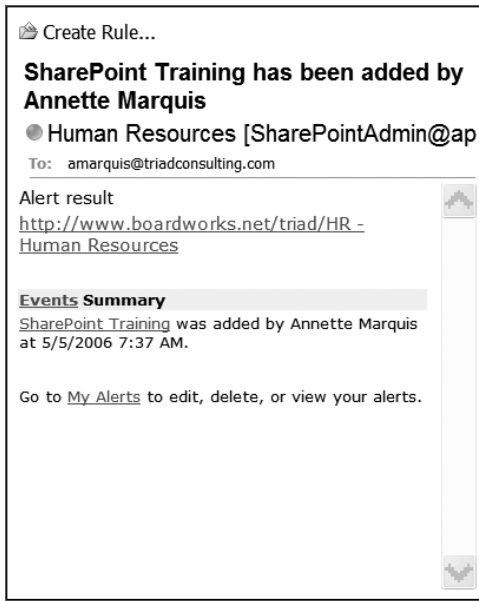 Create Rule...
SharePoint Training has been added by
Annette Marquis
Human Resources [SharePointAdmin@ap
To: amarquis@triadconsulting.com
Alert result
http://www.boardworks.net/triad/HR -
Human Resources
Events Summary
SharePoint Training was added by Annette Marquis
at 5/5/2006 7:37 AM.
Go to My Alerts to edit, delete, or view your alerts.